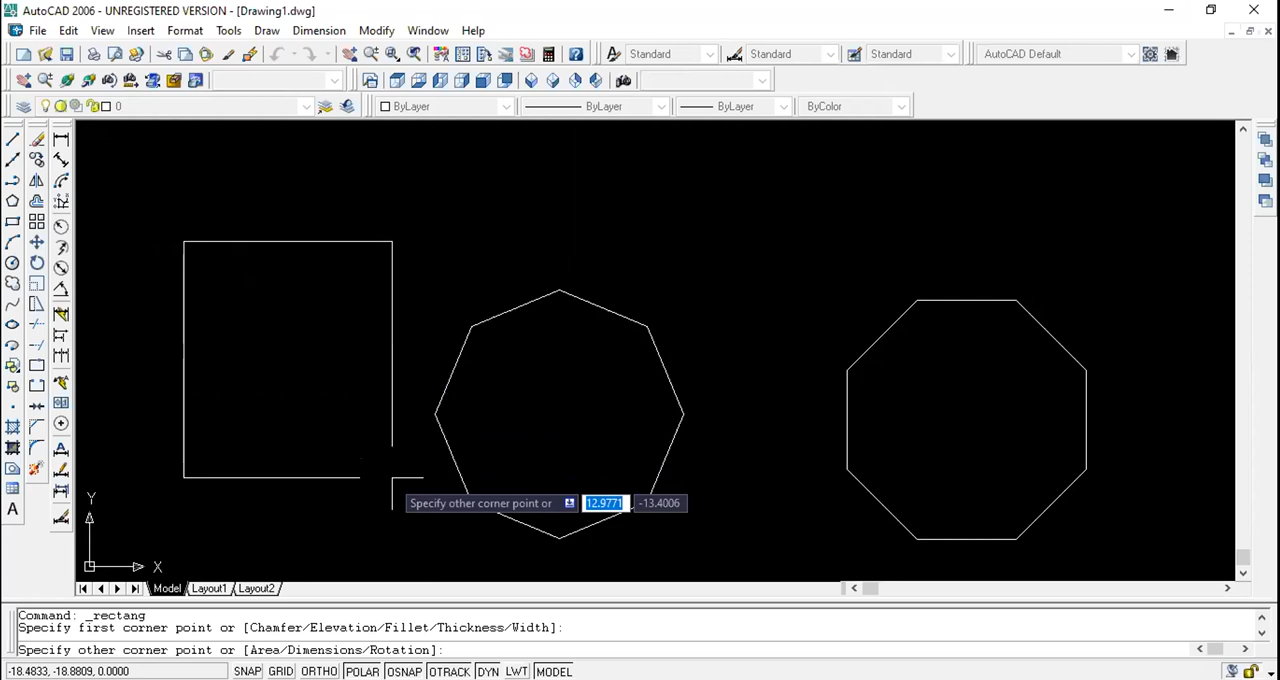 AutoCAD 2006 - UNREGISTERED VERSION - [Drawing1.dwg]
File Edit View Insert Format Tools Draw Dimension Modify Window Help
Standard Standard Standard AutoCAD Default
0 ByLayer ByLayer ByLayer ByColor
Specify other corner point or 12.9771 -13.4006
Y
X
Model Layout1 Layout2
Command: _rectang
Specify first corner point or [Chamfer/Elevation/Fillet/Thickness/Width]:
Specify other corner point or [Area/Dimensions/Rotation]:
-18.4833, -18.8809, 0.0000 SNAP GRID ORTHO POLAR OSNAP OTRACK DYN LWT MODEL